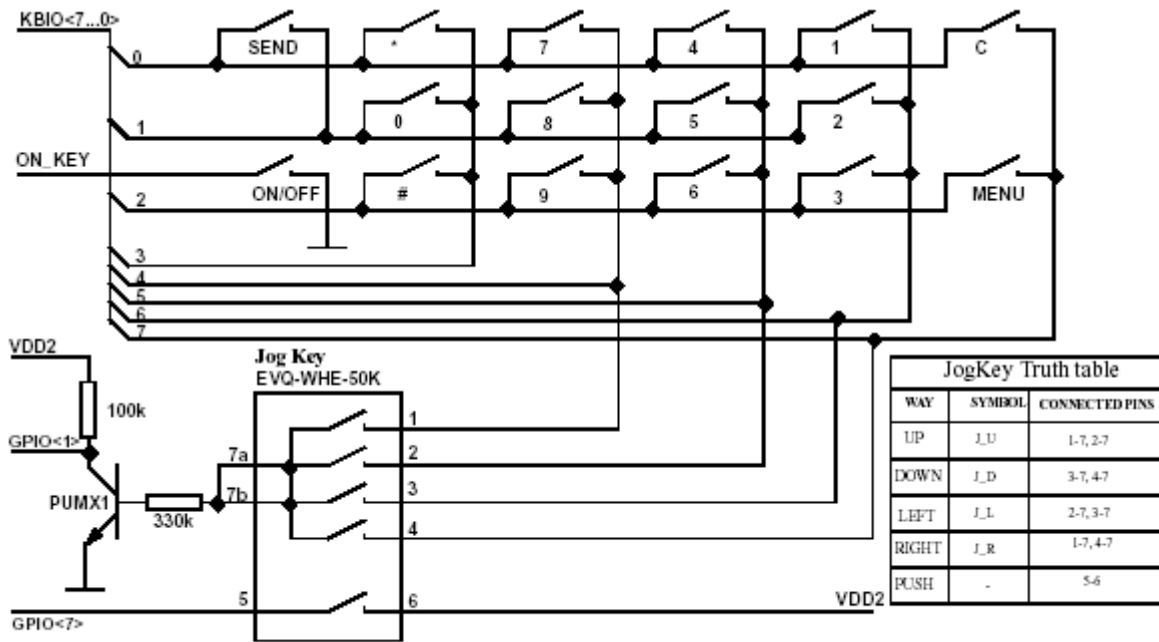 KBIO<7...0>
SEND
*
7
4
1
C
0
0
8
5
2
1
ON_KEY
ON/OFF
#
9
6
3
MENU
2
3
4
5
6
7
VDD2
100k
GPIO<1>
PUMX1
330k
Jog Key
EVQ-WHE-50K
7a
7b
1
2
3
4
5
6
GPIO<7>
VDD2
JogKey Truth table
WAY SYMBOL CONNECTED PINS
UP J_U 1-7, 2-7
DOWN J_D 3-7, 4-7
LEFT J_L 2-7, 3-7
RIGHT J_R 1-7, 4-7
PUSH - 5-6